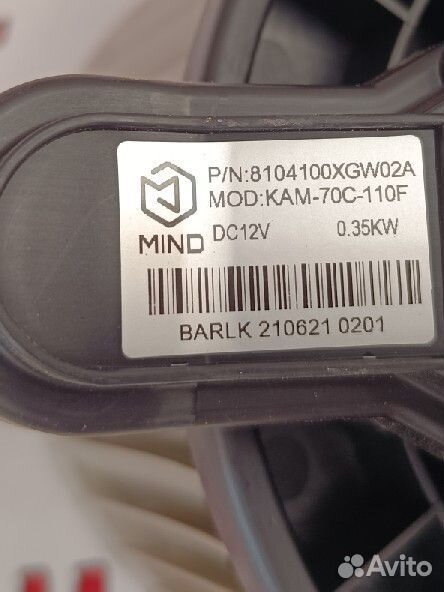 P/N:8104100XGW02A
MOD:KAM-70C-110F
MIND
DC12V 0.35KW
BARLK 210621 0201
Avito